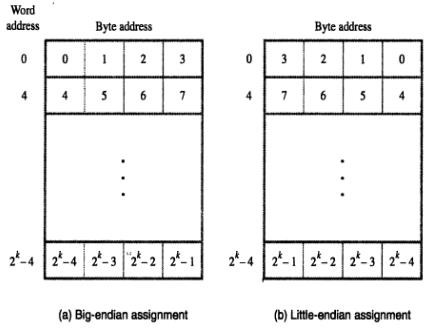 Word
address Byte address Byte address
0 0 1 2 3 0 3 2 1 0
4 4 5 6 7 4 7 6 5 4
2^k-4 2^k-4 2^k-3 2^k-2 2^k-1 2^k-4 2^k-1 2^k-2 2^k-3 2^k-4
(a) Big-endian assignment (b) Little-endian assignment